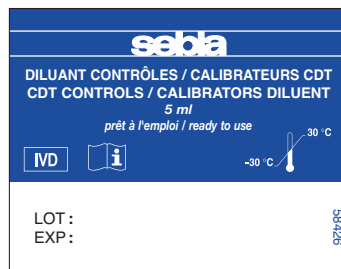 sebia
DILUANT CONTRÔLES / CALIBRATEURS CDT
CDT CONTROLS / CALIBRATORS DILUENT
5 ml
prêt à l'emploi / ready to use
30 °C
IVD
i
-30 °C
LOT :
EXP :
58426